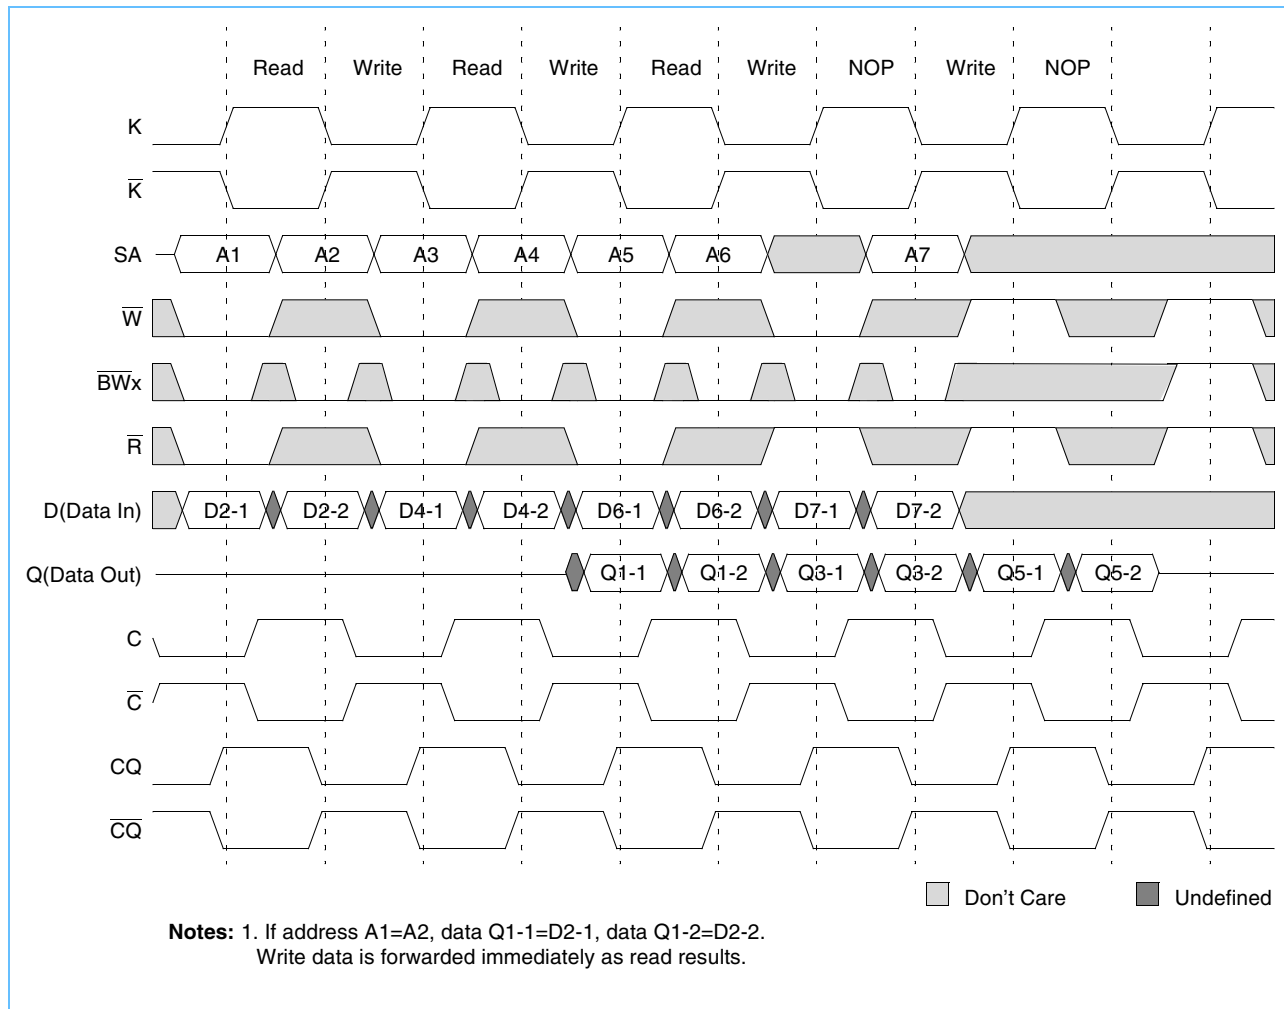 Read Write Read Write Read Write NOP Write NOP
K
K̅
SA A1 A2 A3 A4 A5 A6 A7
W̅
B̅W̅x
R̅
D(Data In) D2-1 D2-2 D4-1 D4-2 D6-1 D6-2 D7-1 D7-2
Q(Data Out) Q1-1 Q1-2 Q3-1 Q3-2 Q5-1 Q5-2
C
C̅
CQ
C̅Q̅
Don't Care Undefined
Notes: 1. If address A1=A2, data Q1-1=D2-1, data Q1-2=D2-2.
Write data is forwarded immediately as read results.